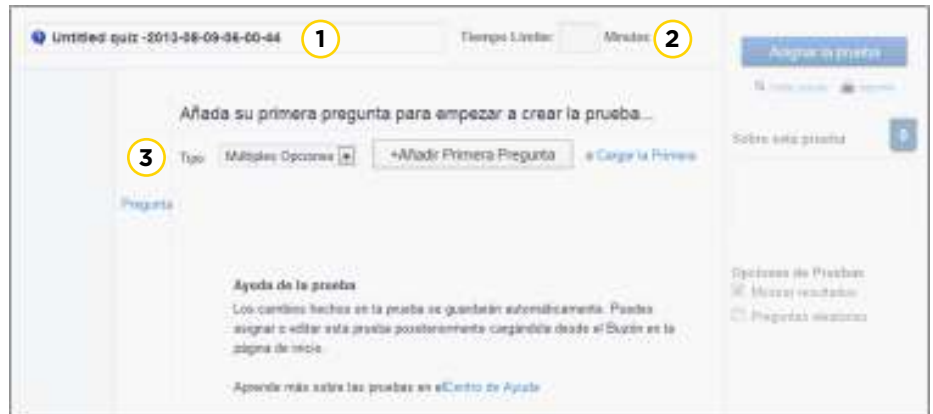 Untitled quiz -2013-08-09-06-00-44
1
Tiempo Límite:
Minutos
2
Asignar la prueba
Añada su primera pregunta para empezar a crear la prueba...
Sobre esta prueba
3
Tipo
Múltiples Opciones
+Añadir Primera Pregunta
o Cargar la Primera
Pregunta
Ayuda de la prueba
Los cambios hechos en la prueba se guardarán automáticamente. Puedes
asignar o editar esta prueba posteriormente cargándola desde el Buzón en la
página de inicio.
Aprende más sobre las pruebas en elCentro de Ayuda
Opciones de Pruebas
Mostrar resultados
Preguntas aleatorias